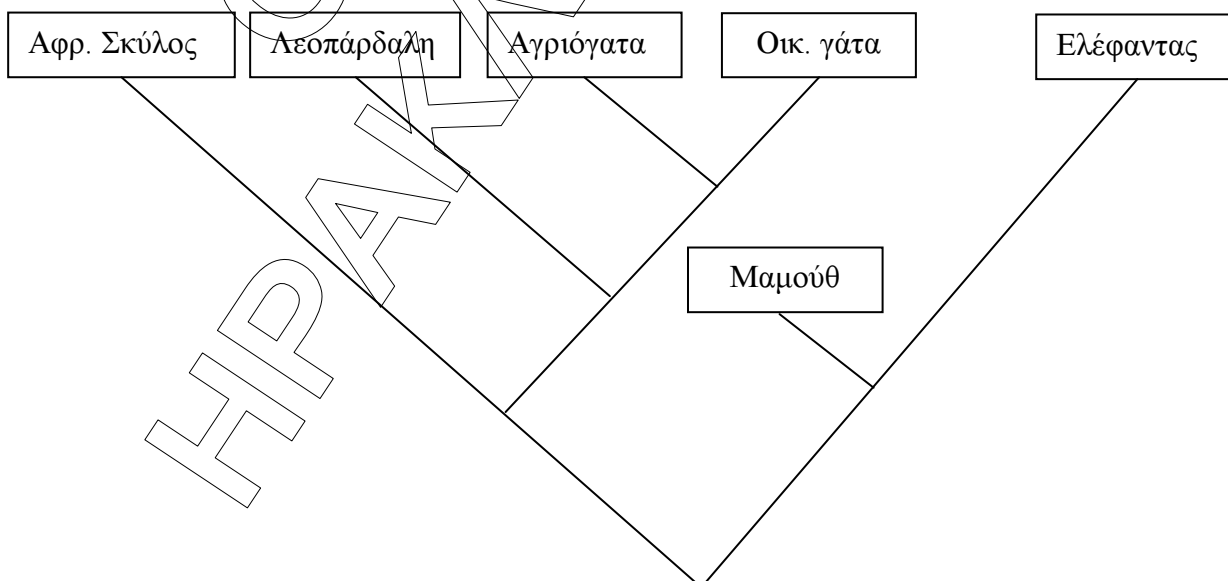 Αφρ. Σκύλος
Λεοπάρδαλη
Αγριόγατα
Οικ. γάτα
Ελέφαντας
Μαμούθ